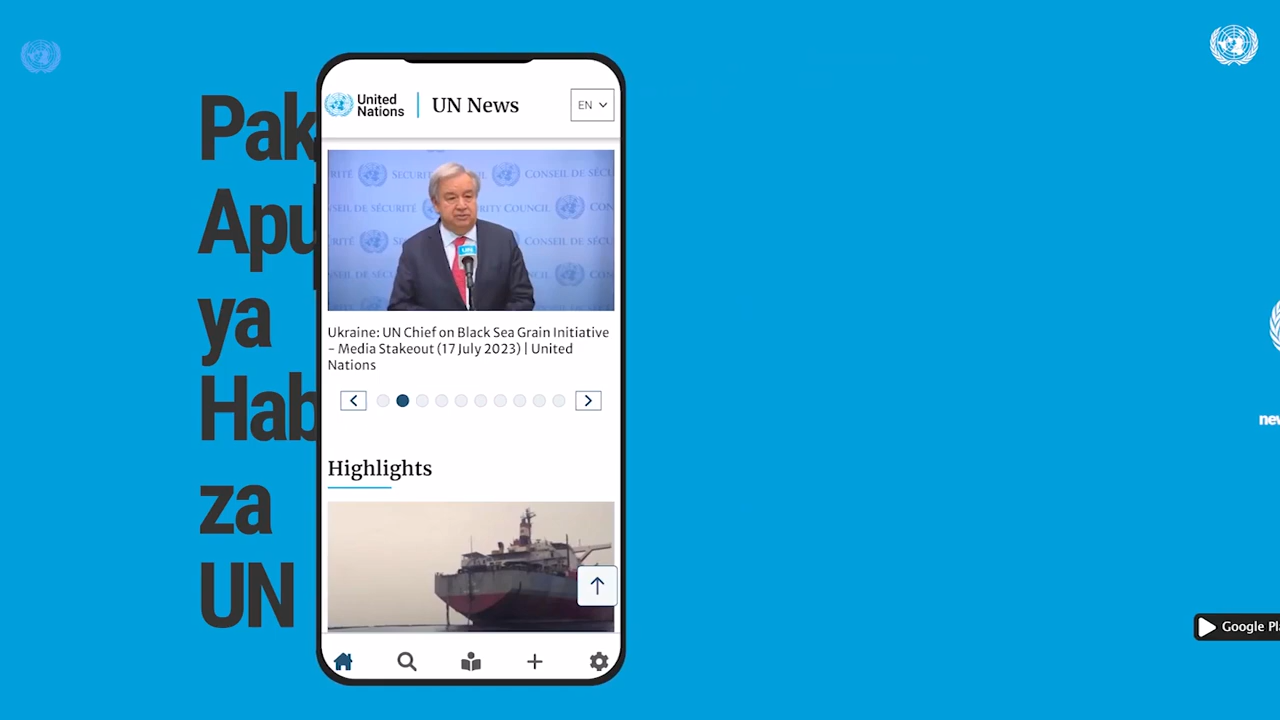 Pak
Apu
ya
Hab
za
UN
United
Nations
UN News
EN
Ukraine: UN Chief on Black Sea Grain Initiative
- Media Stakeout (17 July 2023) | United
Nations
Highlights
Google Pla